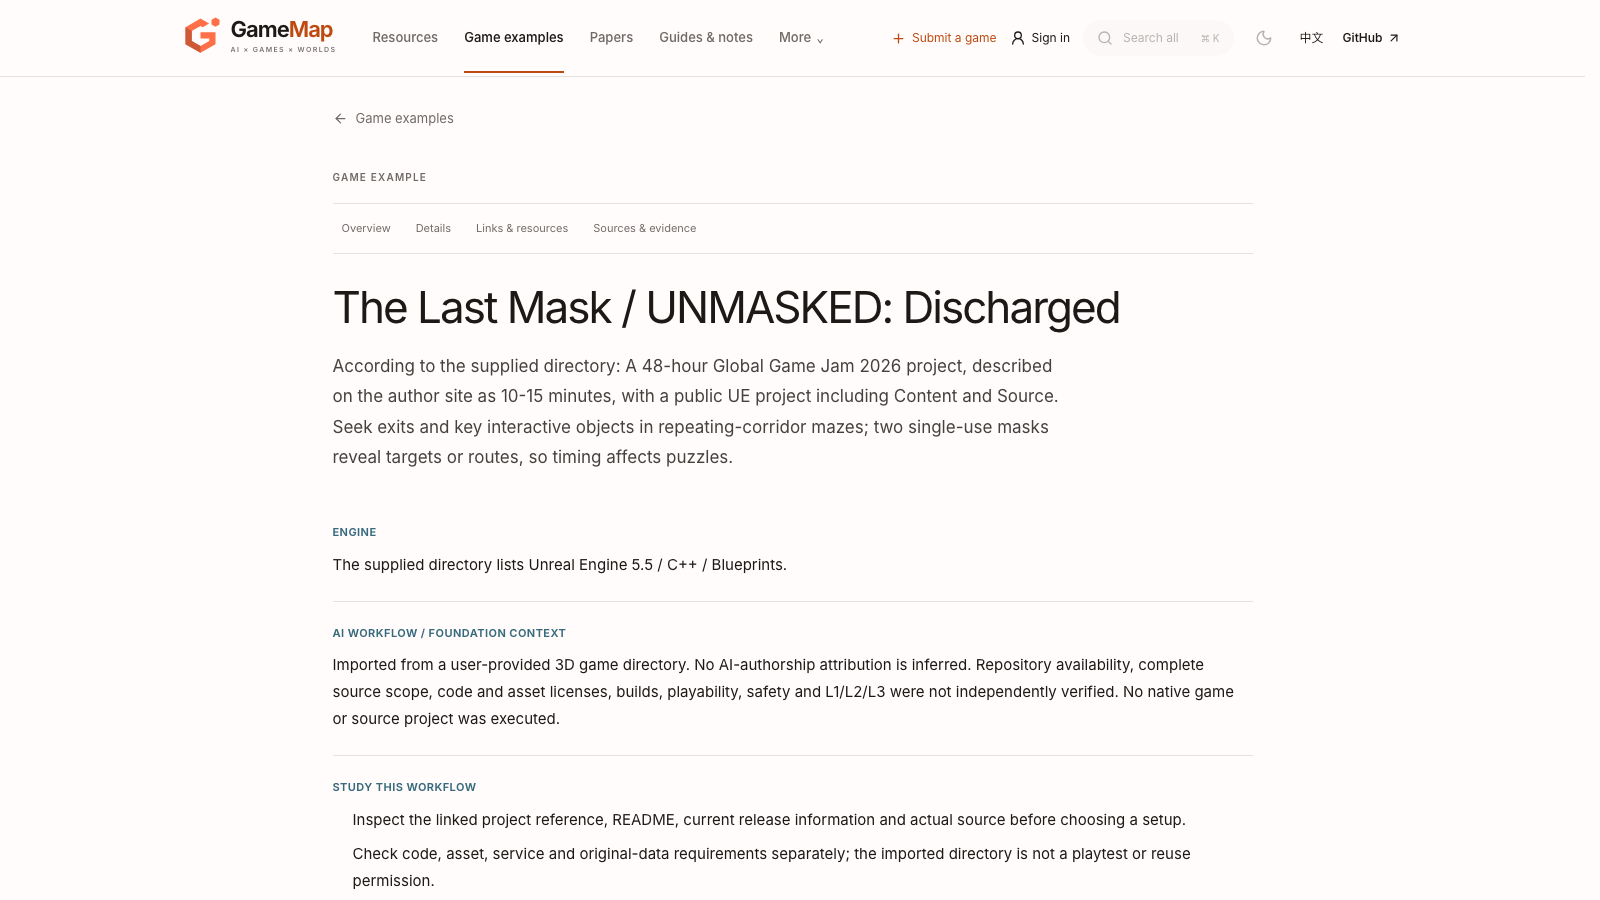 GameMap
AI × GAMES × WORLDS
Resources
Game examples
Papers
Guides & notes
More
Submit a game
Sign in
Search all
⌘ K
中文
GitHub
← Game examples
GAME EXAMPLE
Overview
Details
Links & resources
Sources & evidence
The Last Mask / UNMASKED: Discharged
According to the supplied directory: A 48-hour Global Game Jam 2026 project, described
on the author site as 10-15 minutes, with a public UE project including Content and Source.
Seek exits and key interactive objects in repeating-corridor mazes; two single-use masks
reveal targets or routes, so timing affects puzzles.
ENGINE
The supplied directory lists Unreal Engine 5.5 / C++ / Blueprints.
AI WORKFLOW / FOUNDATION CONTEXT
Imported from a user-provided 3D game directory. No AI-authorship attribution is inferred. Repository availability, complete
source scope, code and asset licenses, builds, playability, safety and L1/L2/L3 were not independently verified. No native game
or source project was executed.
STUDY THIS WORKFLOW
Inspect the linked project reference, README, current release information and actual source before choosing a setup.
Check code, asset, service and original-data requirements separately; the imported directory is not a playtest or reuse
permission.